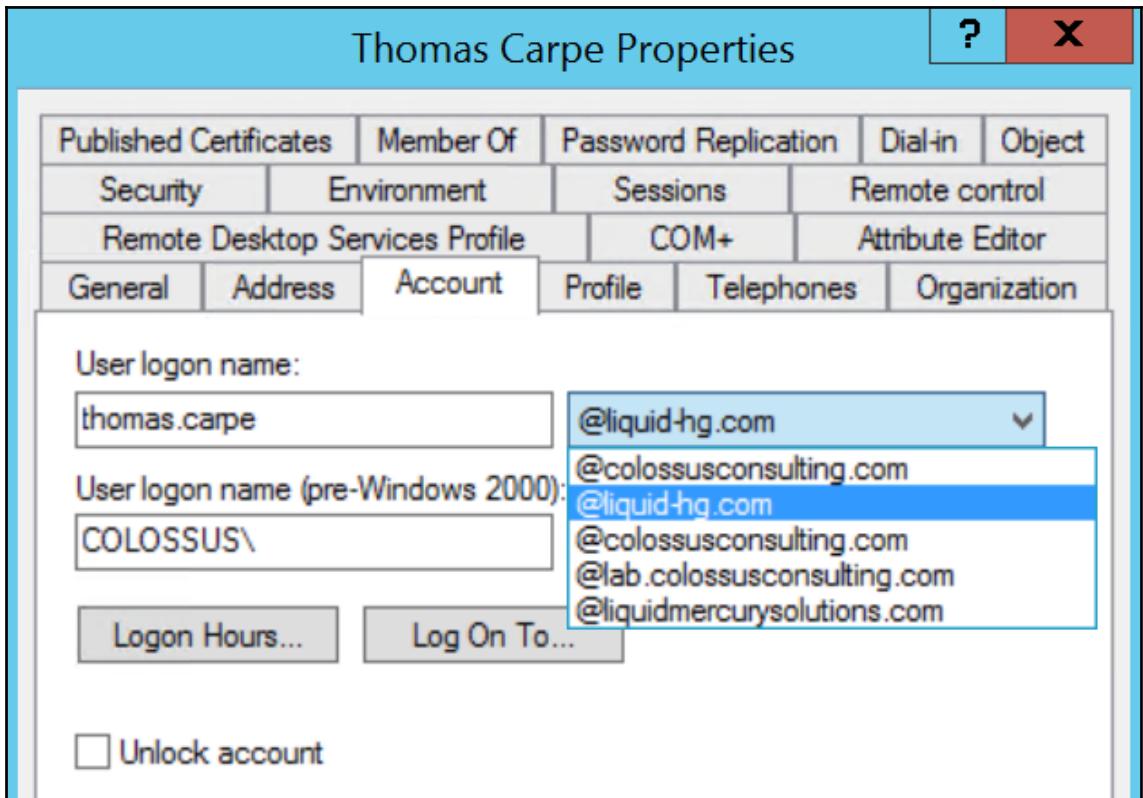 Thomas Carpe Properties
? X
Published Certificates Member Of Password Replication Dial-in Object
Security Environment Sessions Remote control
Remote Desktop Services Profile COM+ Attribute Editor
General Address Account Profile Telephones Organization
User logon name:
thomas.carpe @liquid-hg.com
@colossusconsulting.com
@liquid-hg.com
@colossusconsulting.com
@lab.colossusconsulting.com
@liquidmercurysolutions.com
User logon name (pre-Windows 2000):
COLOSSUS\
Logon Hours... Log On To...
Unlock account